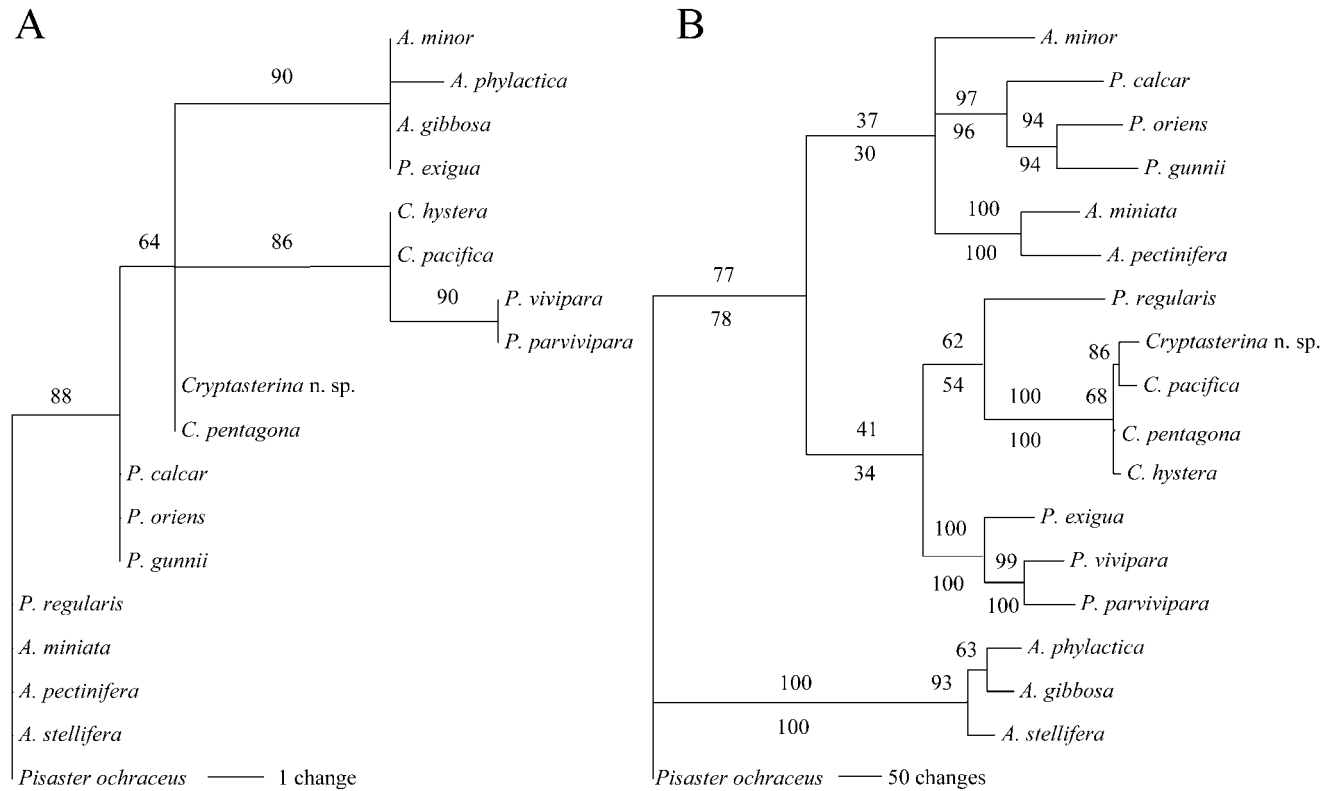 A
A. minor
90
A. phylactica
A. gibbosa
P. exigua
C. hystera
64
86
C. pacifica
90
P. vivipara
P. parvivipara
Cryptasterina n. sp.
88
C. pentagona
P. calcar
P. oriens
P. gunnii
P. regularis
A. miniata
A. pectinifera
A. stellifera
Pisaster ochraceus
1 change
B
A. minor
P. calcar
97
96
37
30
94
94
P. oriens
P. gunnii
100
100
A. miniata
A. pectinifera
77
78
P. regularis
62
54
86
Cryptasterina n. sp.
C. pacifica
68
100
100
C. pentagona
C. hystera
41
34
P. exigua
100
100
99
100
P. vivipara
P. parvivipara
63
A. phylactica
93
A. gibbosa
100
100
A. stellifera
Pisaster ochraceus
50 changes